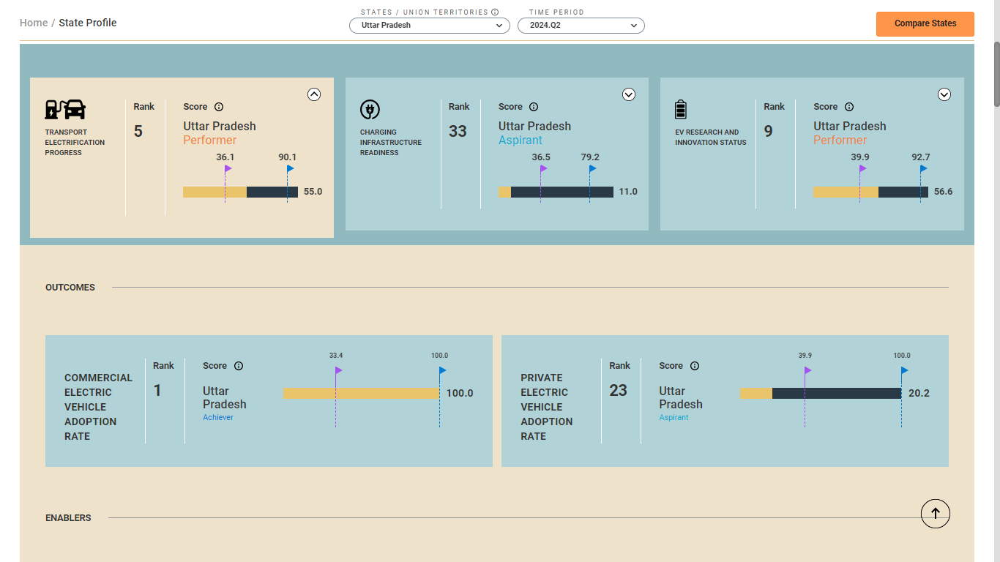 Home / State Profile
STATES / UNION TERRITORIES
Uttar Pradesh
TIME PERIOD
2024.Q2
Compare States
TRANSPORT
ELECTRIFICATION
PROGRESS
Rank
5
Score
Uttar Pradesh
Performer
36.1
90.1
55.0
CHARGING
INFRASTRUCTURE
READINESS
Rank
33
Score
Uttar Pradesh
Aspirant
36.5
79.2
11.0
EV RESEARCH AND
INNOVATION STATUS
Rank
9
Score
Uttar Pradesh
Performer
39.9
92.7
56.6
OUTCOMES
COMMERCIAL
ELECTRIC
VEHICLE
ADOPTION
RATE
Rank
1
Score
Uttar
Pradesh
Achiever
33.4
100.0
100.0
PRIVATE
ELECTRIC
VEHICLE
ADOPTION
RATE
Rank
23
Score
Uttar
Pradesh
Aspirant
39.9
100.0
20.2
ENABLERS